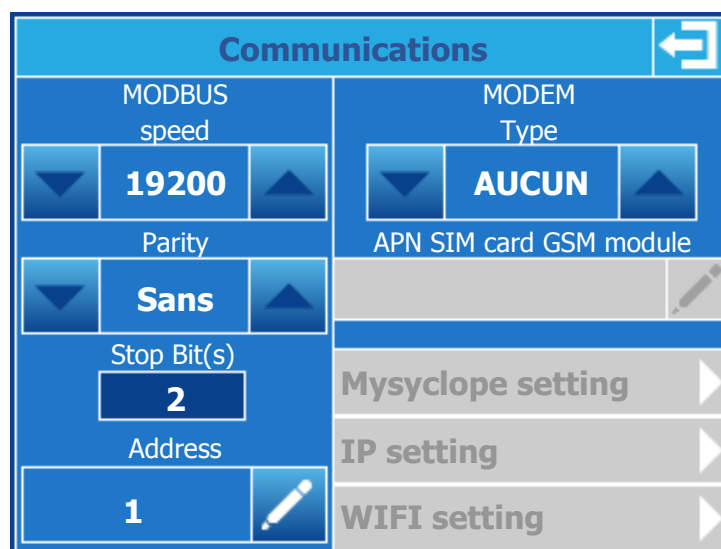 Communications
MODBUS
speed
19200
Parity
Sans
Stop Bit(s)
2
Address
1
MODEM
Type
AUCUN
APN SIM card GSM module
Mysyclope setting
IP setting
WIFI setting